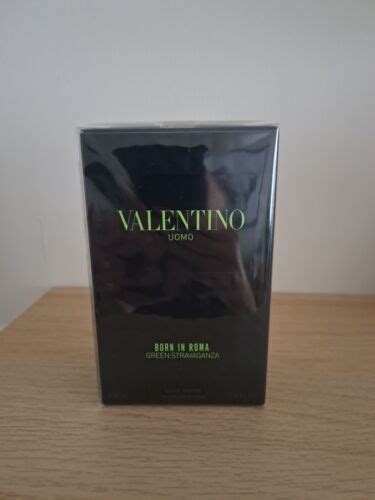 VALENTINO
UOMO
BORN IN ROMA
GREEN STRAVAGANZA